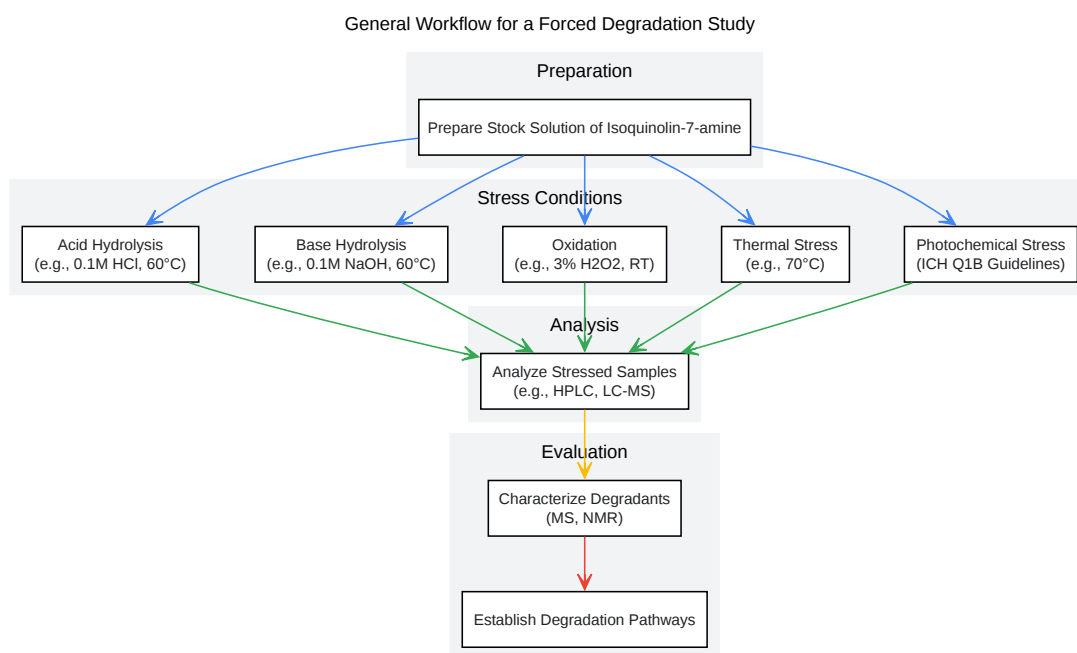 General Workflow for a Forced Degradation Study
Preparation
Prepare Stock Solution of Isoquinolin-7-amine
Stress Conditions
Acid Hydrolysis
(e.g., 0.1M HCl, 60°C)
Base Hydrolysis
(e.g., 0.1M NaOH, 60°C)
Oxidation
(e.g., 3% H2O2, RT)
Thermal Stress
(e.g., 70°C)
Photochemical Stress
(ICH Q1B Guidelines)
Analysis
Analyze Stressed Samples
(e.g., HPLC, LC-MS)
Evaluation
Characterize Degradants
(MS, NMR)
Establish Degradation Pathways